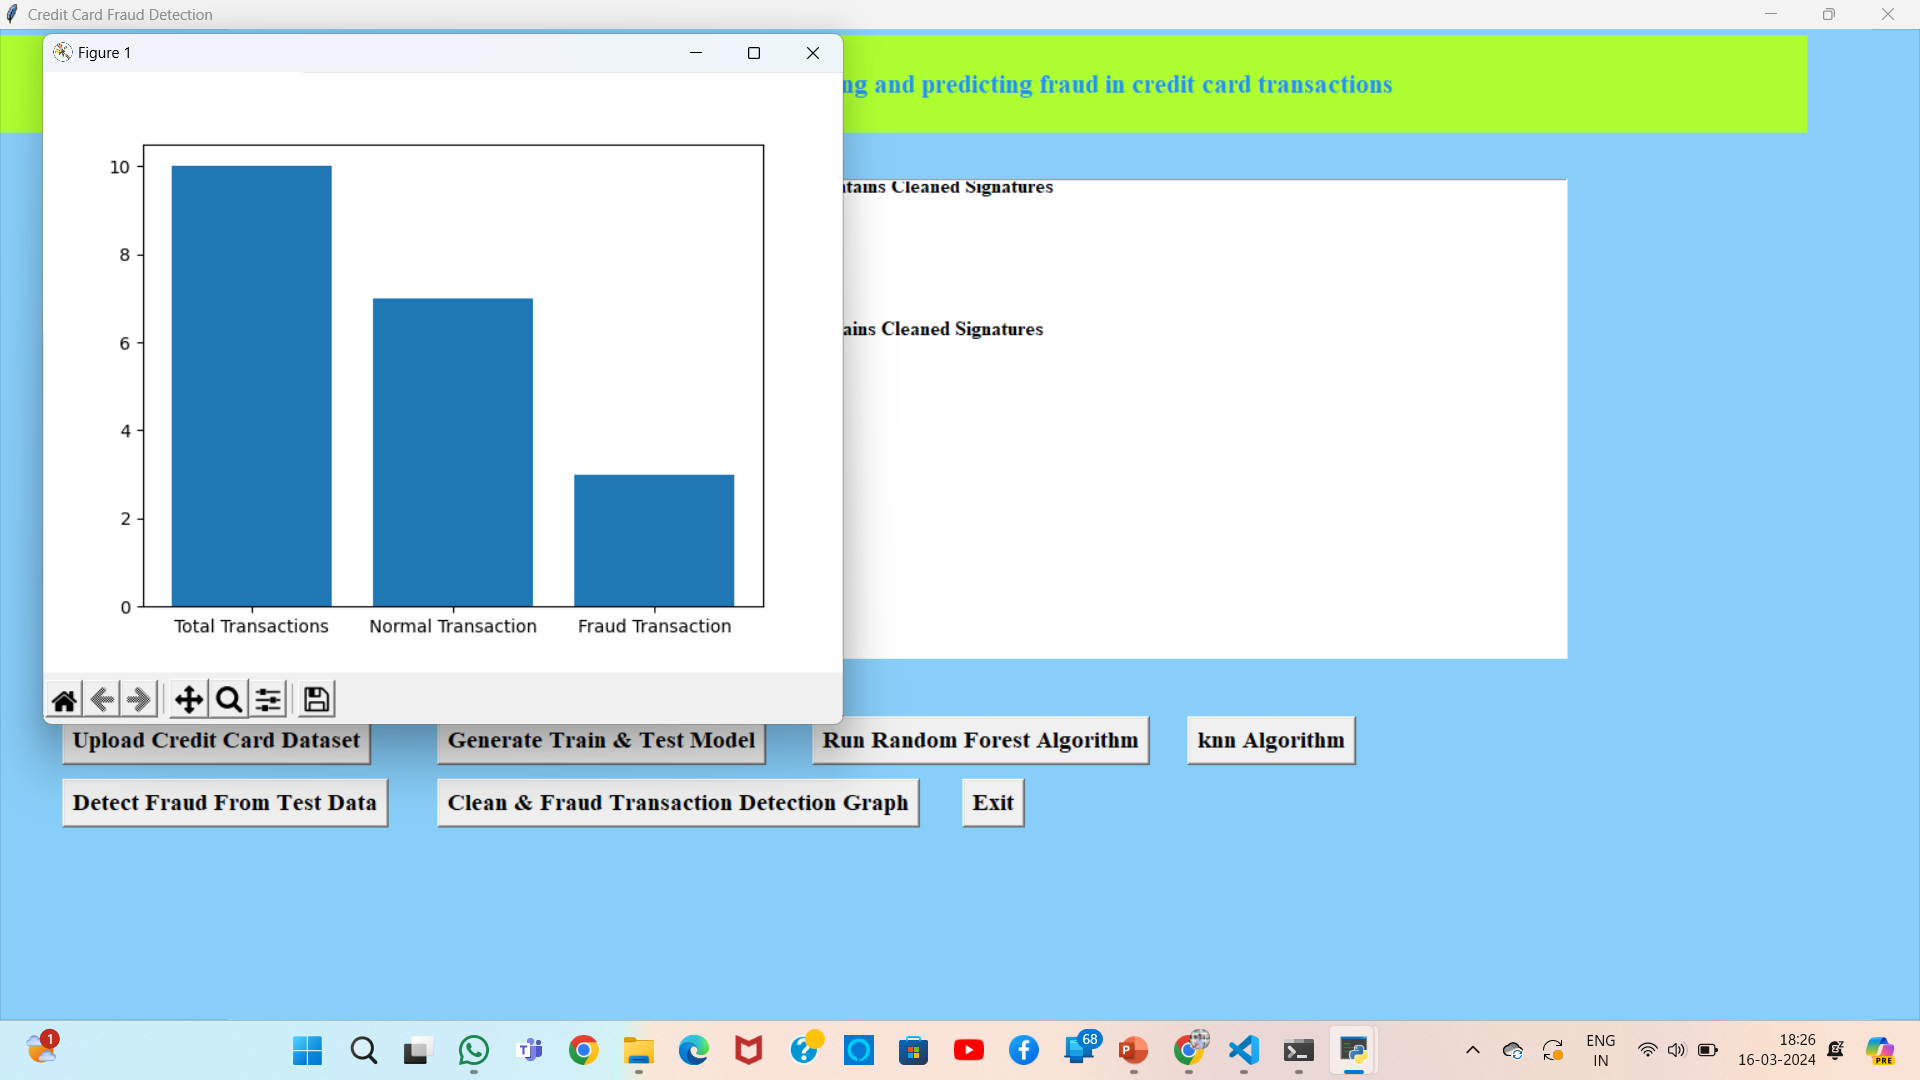 Credit Card Fraud Detection
Figure 1
and predicting fraud in credit card transactions
Cleaned Signatures
Cleaned Signatures
10
8
6
4
2
0
Total Transactions Normal Transaction Fraud Transaction
Upload Credit Card Dataset Generate Train & Test Model Run Random Forest Algorithm knn Algorithm
Detect Fraud From Test Data Clean & Fraud Transaction Detection Graph Exit
1
68
PRE
ENG
IN
18:26
16-03-2024